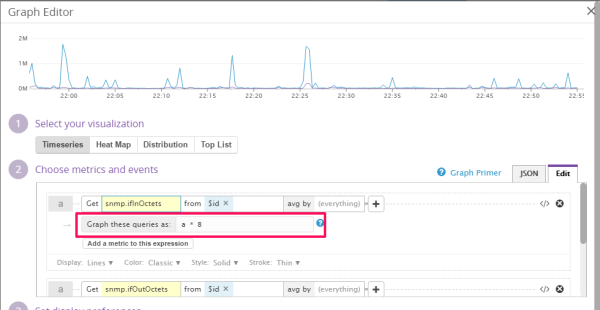 Graph Editor
2M
1M
0M
22:00 22:05 22:10 22:15 22:20 22:25 22:30 22:35 22:40 22:45 22:50 22:55
1 Select your visualization
Timeseries Heat Map Distribution Top List
2 Choose metrics and events
? Graph Primer JSON Edit
a Get snmp.ifInOctets from $id × avg by (everything) + </>
Graph these queries as: a * 8 ?
Add a metric to this expression
Display: Lines ▼ Color: Classic ▼ Style: Solid ▼ Stroke: Thin ▼
a Get snmp.ifOutOctets from $id × avg by (everything) + </>
3 Set display preferences